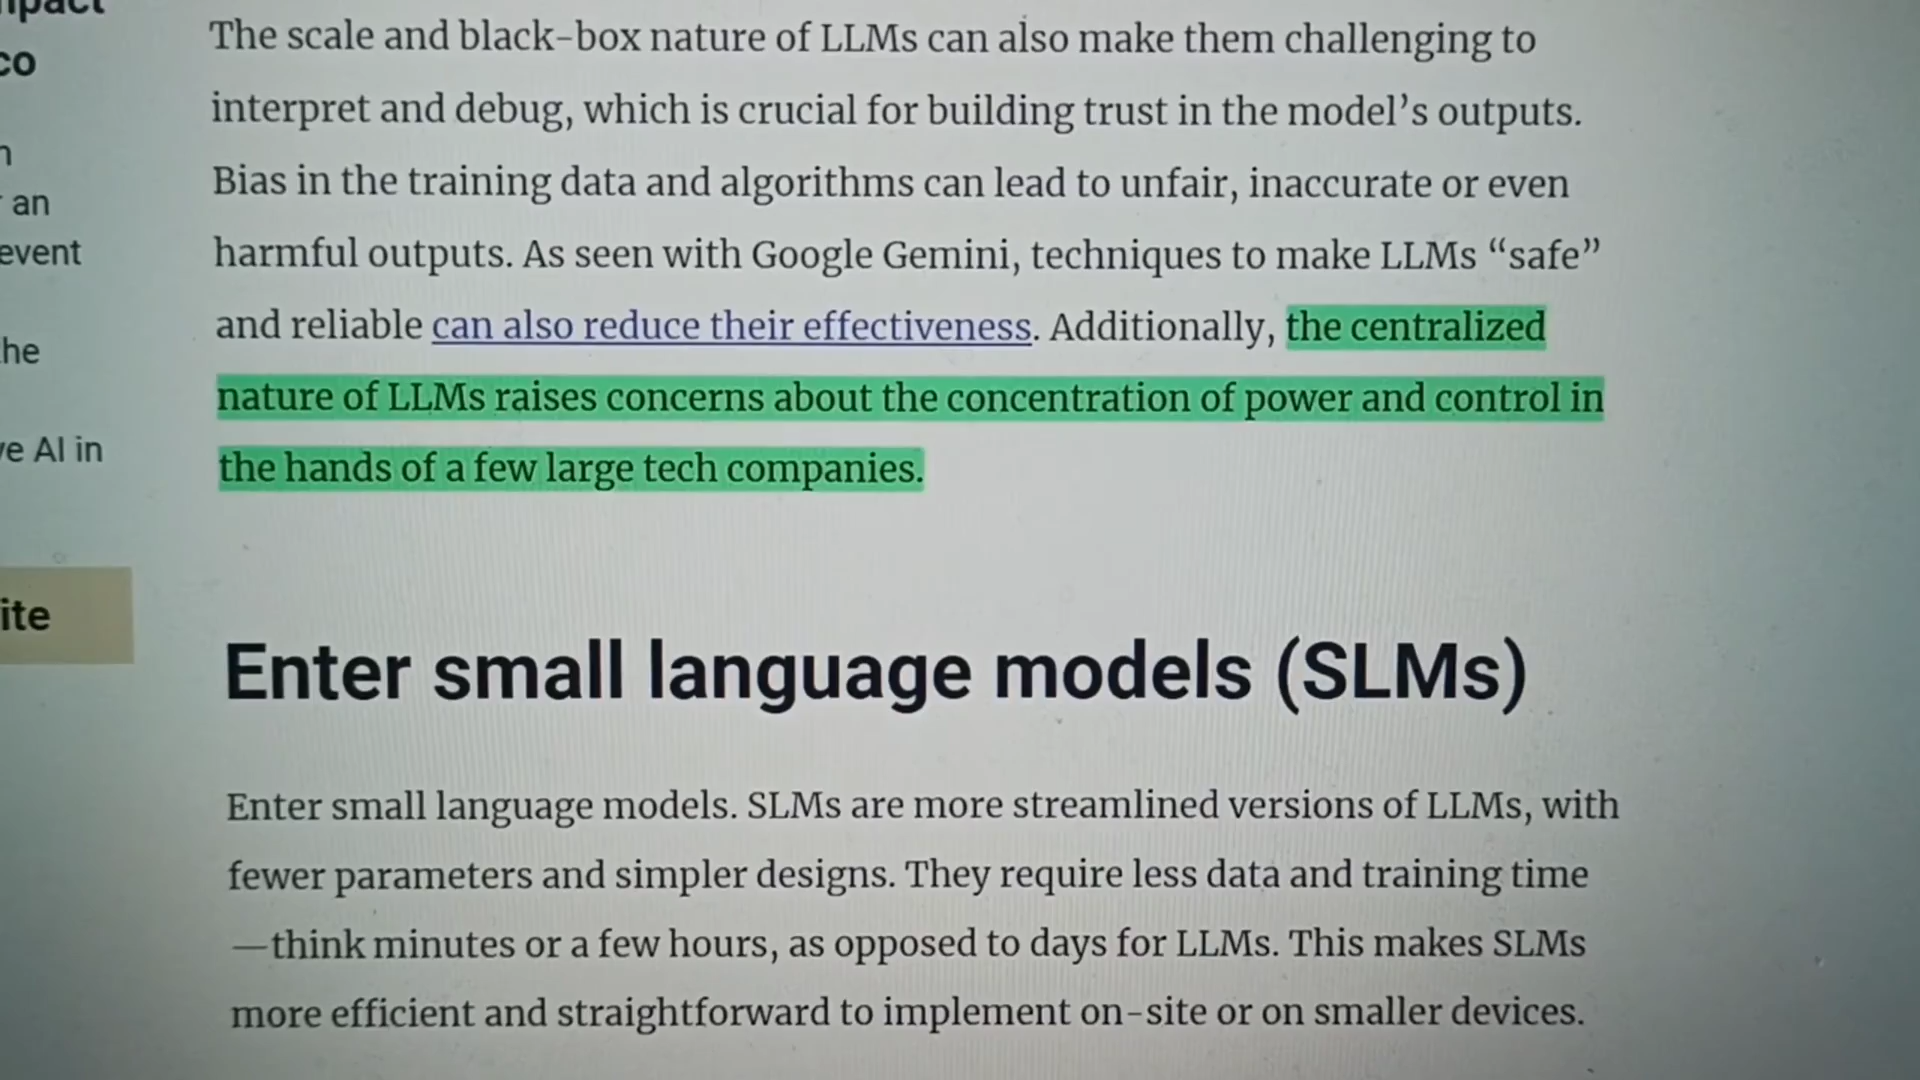 co
an
event
AI in
ite
The scale and black-box nature of LLMs can also make them challenging to
interpret and debug, which is crucial for building trust in the model’s outputs.
Bias in the training data and algorithms can lead to unfair, inaccurate or even
harmful outputs. As seen with Google Gemini, techniques to make LLMs “safe”
and reliable can also reduce their effectiveness. Additionally, the centralized
nature of LLMs raises concerns about the concentration of power and control in
the hands of a few large tech companies.
Enter small language models (SLMs)
Enter small language models. SLMs are more streamlined versions of LLMs, with
fewer parameters and simpler designs. They require less data and training time
—think minutes or a few hours, as opposed to days for LLMs. This makes SLMs
more efficient and straightforward to implement on-site or on smaller devices.